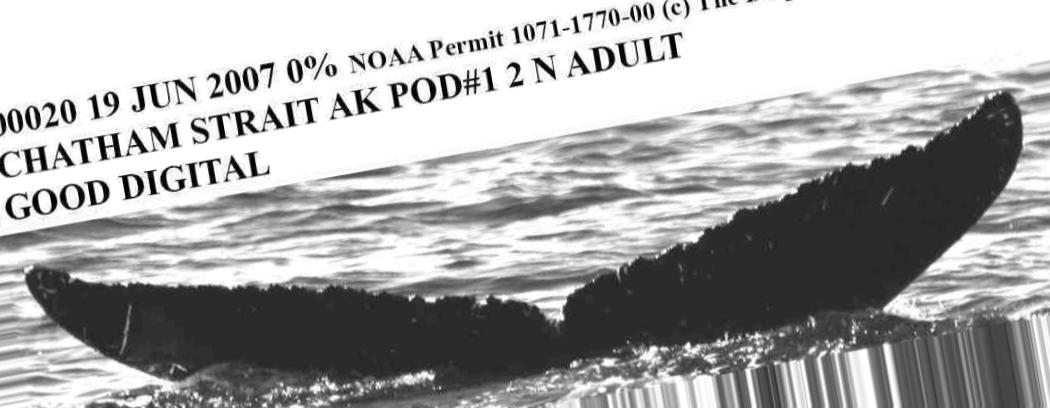 00020 19 JUN 2007 0% NOAA Permit 1071-1770-00 (c) The
CHATHAM STRAIT AK POD#1 2 N ADULT
GOOD DIGITAL